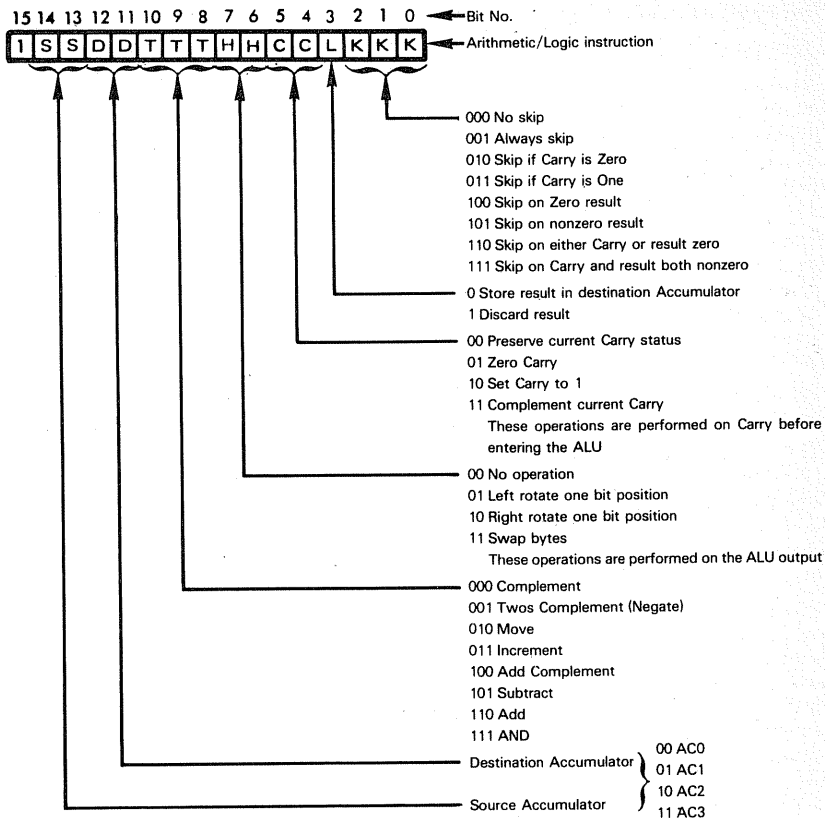 15 14 13 12 11 10 9 8 7 6 5 4 3 2 1 0 Bit No.
1 S S D D T T T H H C C L K K K Arithmetic/Logic instruction
000 No skip
001 Always skip
010 Skip if Carry is Zero
011 Skip if Carry is One
100 Skip on Zero result
101 Skip on nonzero result
110 Skip on either Carry or result zero
111 Skip on Carry and result both nonzero
0 Store result in destination Accumulator
1 Discard result
00 Preserve current Carry status
01 Zero Carry
10 Set Carry to 1
11 Complement current Carry
These operations are performed on Carry before
entering the ALU
00 No operation
01 Left rotate one bit position
10 Right rotate one bit position
11 Swap bytes
These operations are performed on the ALU output
000 Complement
001 Twos Complement (Negate)
010 Move
011 Increment
100 Add Complement
101 Subtract
110 Add
111 AND
Destination Accumulator
Source Accumulator
00 AC0
01 AC1
10 AC2
11 AC3